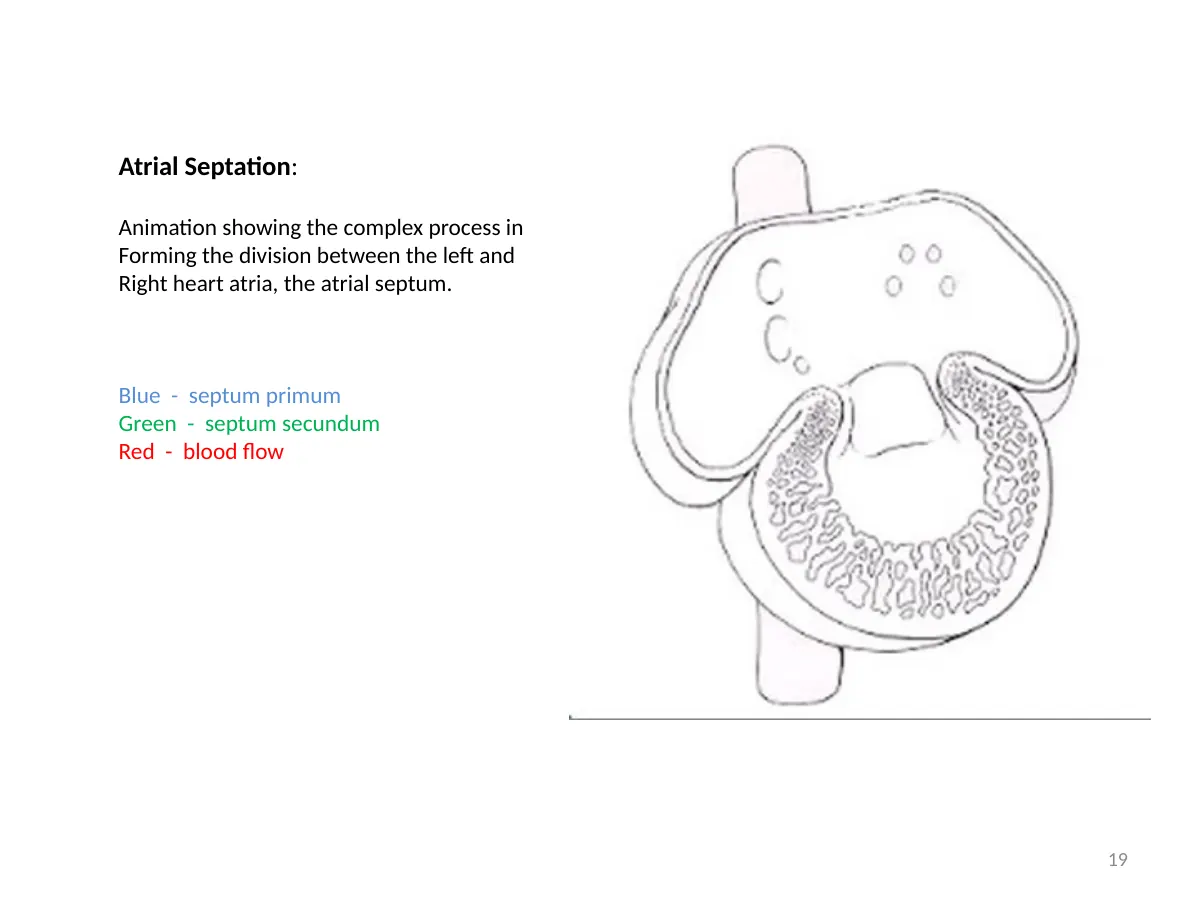 Atrial Septation:
Animation showing the complex process in
Forming the division between the left and
Right heart atria, the atrial septum.
Blue - septum primum
Green - septum secundum
Red - blood flow
19